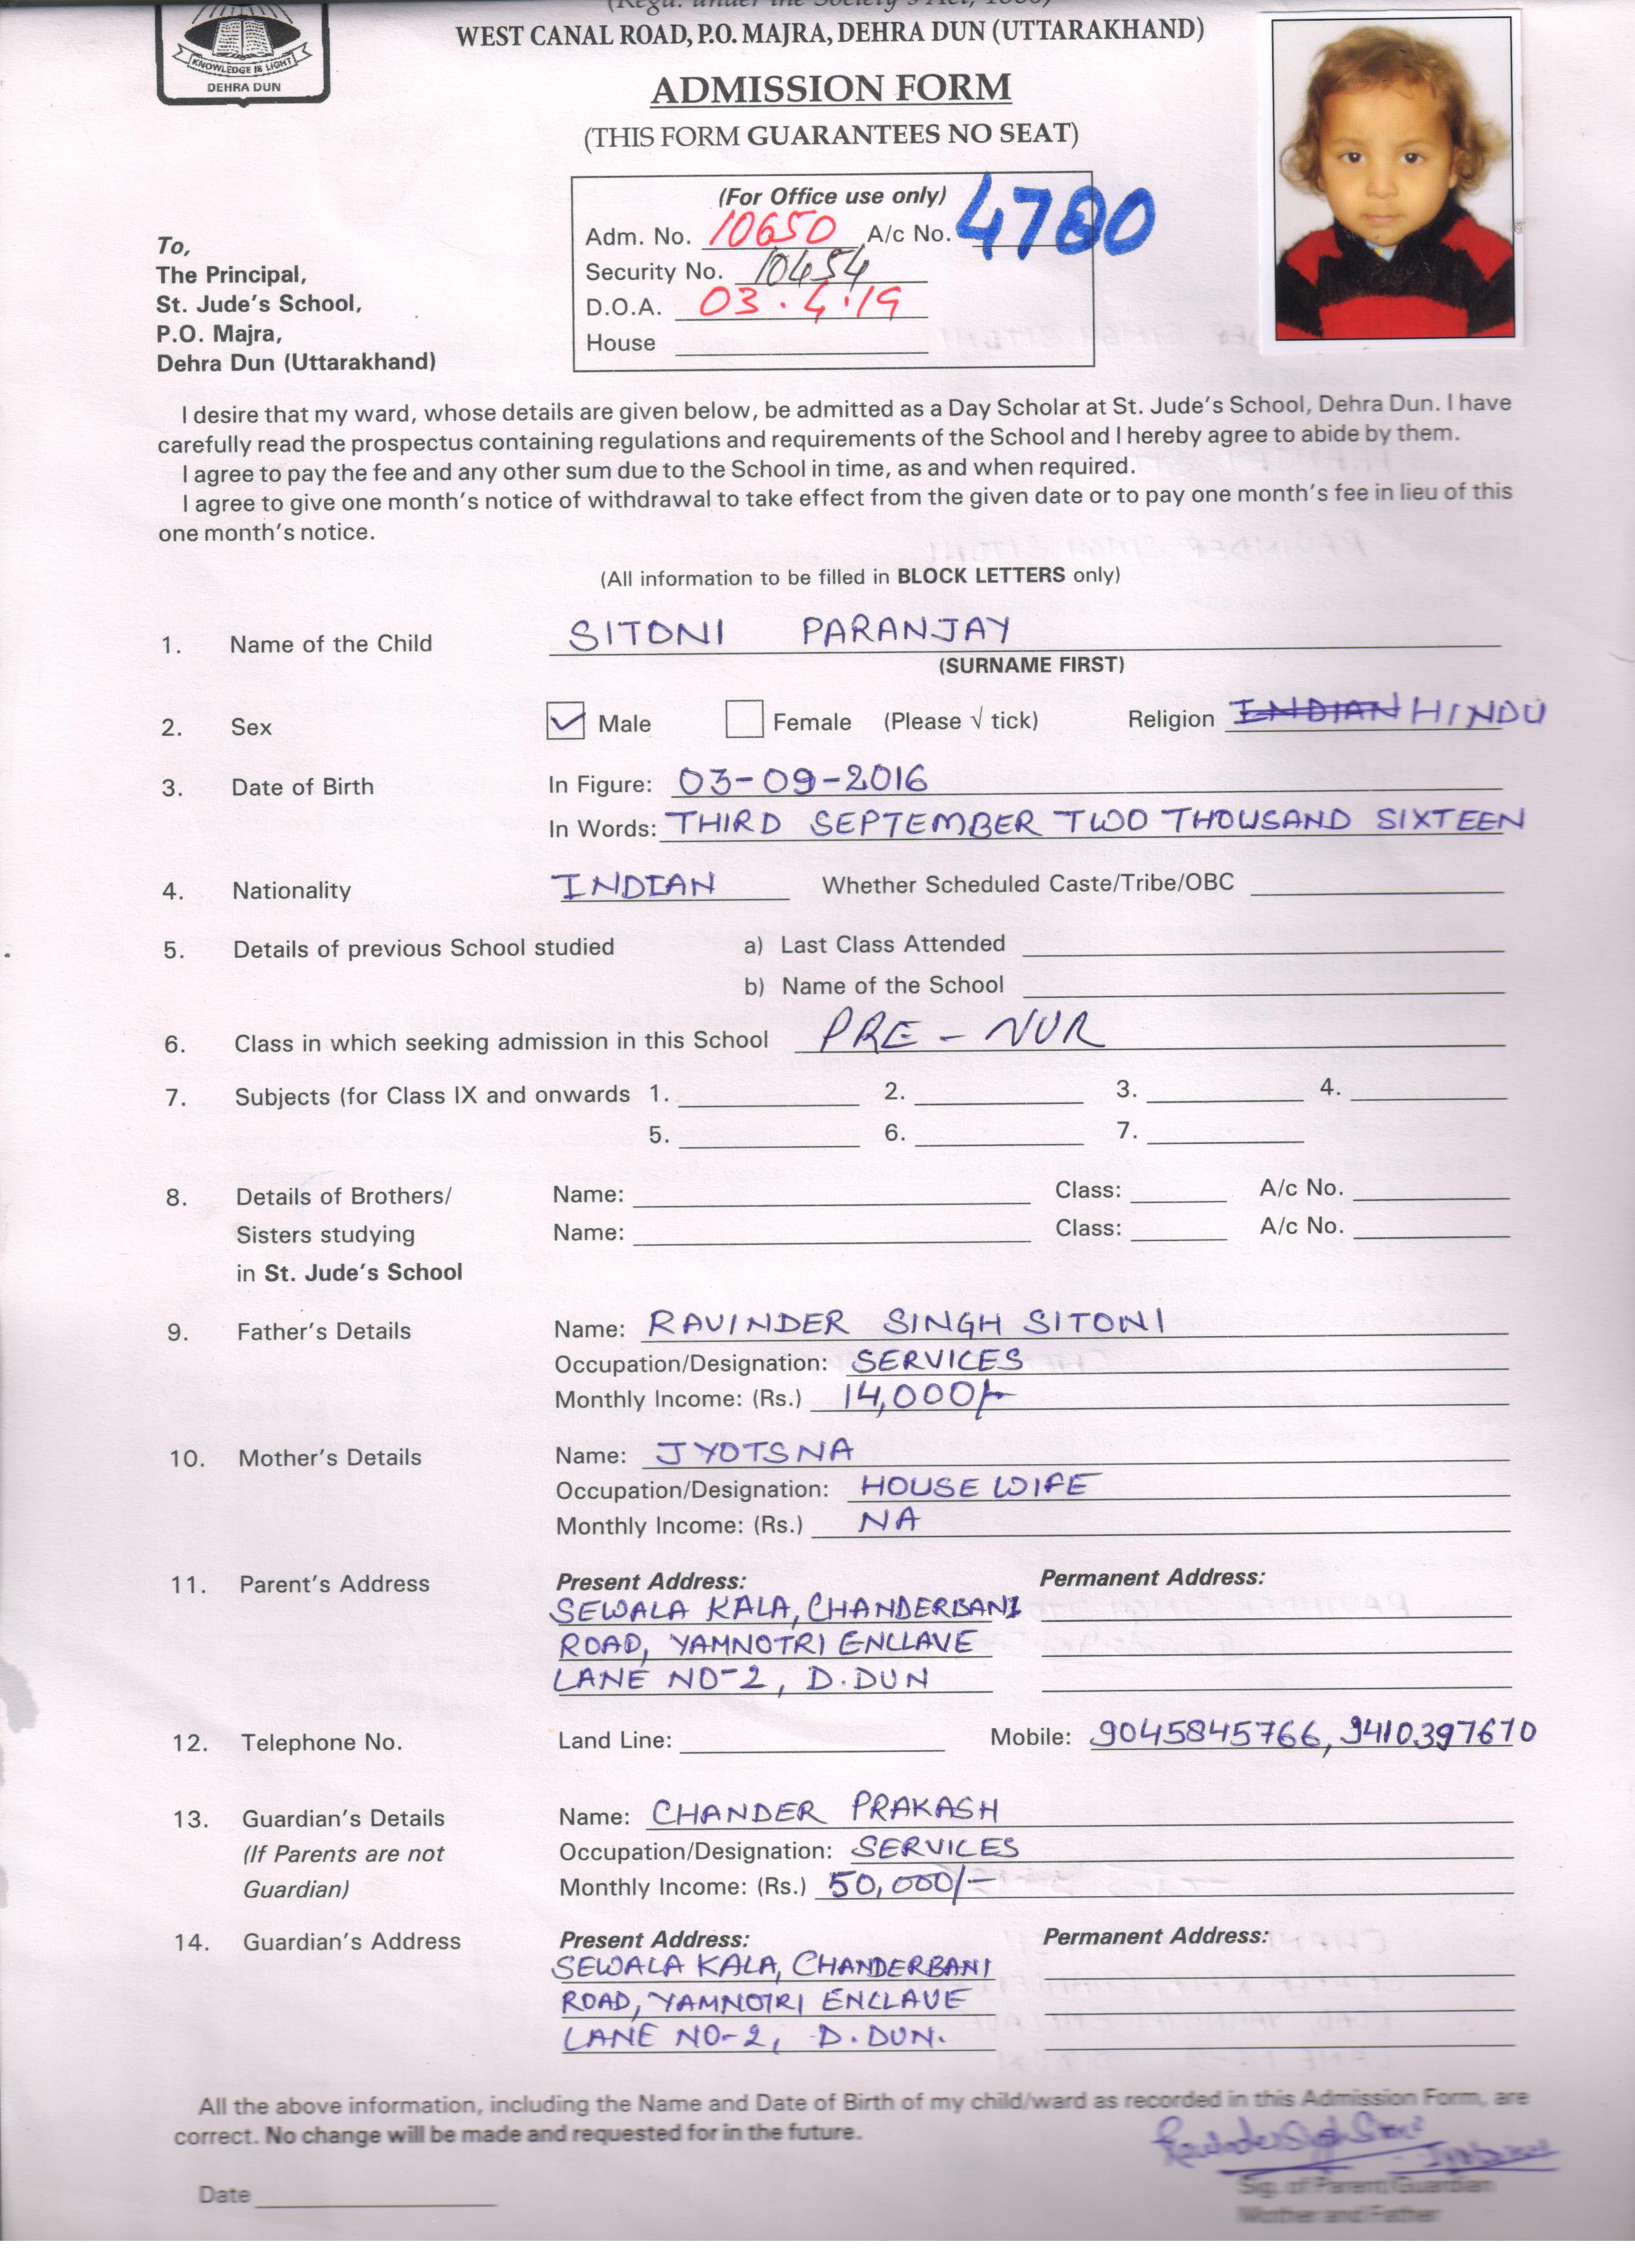 (Regd. under the Society's Act, 1860)
WEST CANAL ROAD, P.O. MAJRA, DEHRA DUN (UTTARAKHAND)
KNOWLEDGE IS LIGHT
DEHRA DUN
ADMISSION FORM
(THIS FORM GUARANTEES NO SEAT)
(For Office use only)
Adm. No. 10650 A/c No. 4780
Security No. 10454
D.O.A. 03.4.19
House
To,
The Principal,
St. Jude's School,
P.O. Majra,
Dehra Dun (Uttarakhand)
I desire that my ward, whose details are given below, be admitted as a Day Scholar at St. Jude's School, Dehra Dun. I have
carefully read the prospectus containing regulations and requirements of the School and I hereby agree to abide by them.
I agree to pay the fee and any other sum due to the School in time, as and when required.
I agree to give one month's notice of withdrawal to take effect from the given date or to pay one month's fee in lieu of this
one month's notice.
(All information to be filled in BLOCK LETTERS only)
1. Name of the Child SITONI PARANJAY
(SURNAME FIRST)
2. Sex Male Female (Please √ tick) Religion INDIAN HINDU
3. Date of Birth In Figure: 03-09-2016
In Words: THIRD SEPTEMBER TWO THOUSAND SIXTEEN
4. Nationality INDIAN Whether Scheduled Caste/Tribe/OBC
5. Details of previous School studied a) Last Class Attended
b) Name of the School
6. Class in which seeking admission in this School PRE - NUR
7. Subjects (for Class IX and onwards 1. 2. 3. 4.
5. 6. 7.
8. Details of Brothers/ Name: Class: A/c No.
Sisters studying Name: Class: A/c No.
in St. Jude's School
9. Father's Details Name: RAVINDER SINGH SITONI
Occupation/Designation: SERVICES
Monthly Income: (Rs.) 14,000/-
10. Mother's Details Name: JYOTSNA
Occupation/Designation: HOUSE WIFE
Monthly Income: (Rs.) NA
11. Parent's Address Present Address: Permanent Address:
SEWALA KALA, CHANDERBANI
ROAD, YAMNOTRI ENCLAVE
LANE NO-2, D.DUN
12. Telephone No. Land Line: Mobile: 9045845766, 9410397670
13. Guardian's Details Name: CHANDER PRAKASH
(If Parents are not Occupation/Designation: SERVICES
Guardian) Monthly Income: (Rs.) 50,000/-
14. Guardian's Address Present Address: Permanent Address:
SEWALA KALA, CHANDERBANI
ROAD, YAMNOTRI ENCLAVE
LANE NO-2, D.DUN.
All the above information, including the Name and Date of Birth of my child/ward as recorded in this Admission Form, are
correct. No change will be made and requested for in the future.
Date
Sig. of Parent/Guardian
Mother and Father